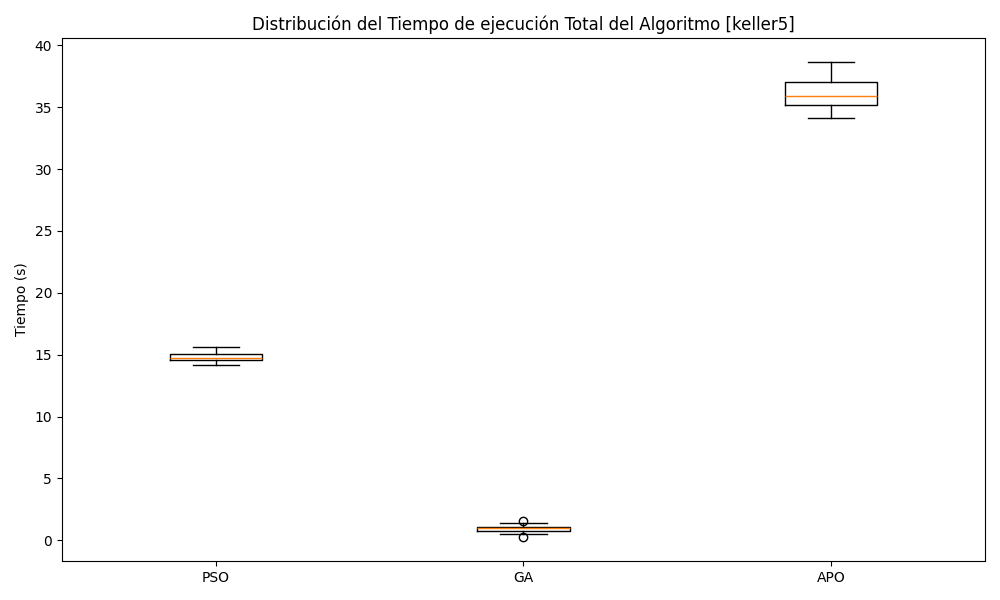 Distribución del Tiempo de ejecución Total del Algoritmo [keller5]
Tiempo (s)
40
35
30
25
20
15
10
5
0
PSO
GA
APO